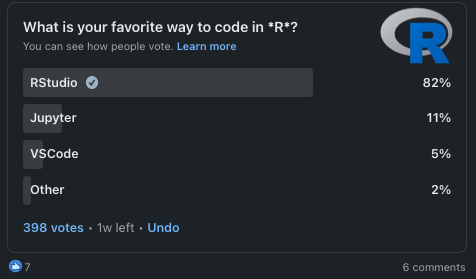 What is your favorite way to code in *R*?
R
You can see how people vote. Learn more
RStudio 82%
Jupyter 11%
VSCode 5%
Other 2%
398 votes • 1w left • Undo
7 6 comments